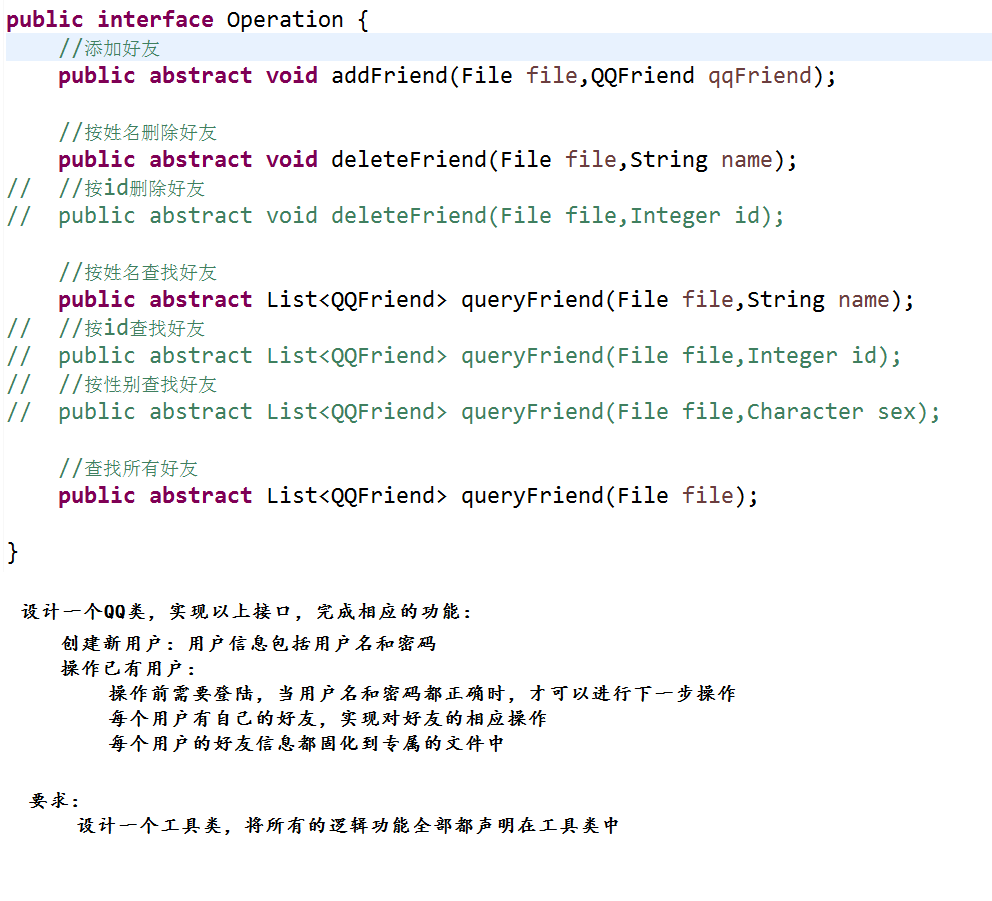 public interface Operation {
//添加好友
public abstract void addFriend(File file,QQFriend qqFriend);
//按姓名删除好友
public abstract void deleteFriend(File file,String name);
// //按id删除好友
// public abstract void deleteFriend(File file,Integer id);
//按姓名查找好友
public abstract List<QQFriend> queryFriend(File file,String name);
// //按id查找好友
// public abstract List<QQFriend> queryFriend(File file,Integer id);
// //按性别查找好友
// public abstract List<QQFriend> queryFriend(File file,Character sex);
//查找所有好友
public abstract List<QQFriend> queryFriend(File file);
}
设计一个QQ类，实现以上接口，完成相应的功能：
创建新用户：用户信息包括用户名和密码
操作已有用户：
操作前需要登陆，当用户名和密码都正确时，才可以进行下一步操作
每个用户有自己的好友，实现对好友的相应操作
每个用户的好友信息都固化到专属的文件中
要求：
设计一个工具类，将所有的逻辑功能全部都声明在工具类中